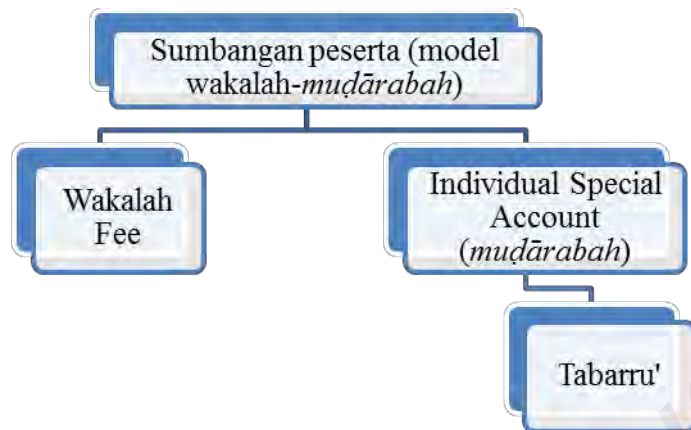 Sumbangan peserta (model
wakalah-muḍārabah)
Wakalah
Fee
Individual Special
Account
(muḍārabah)
Tabarru'